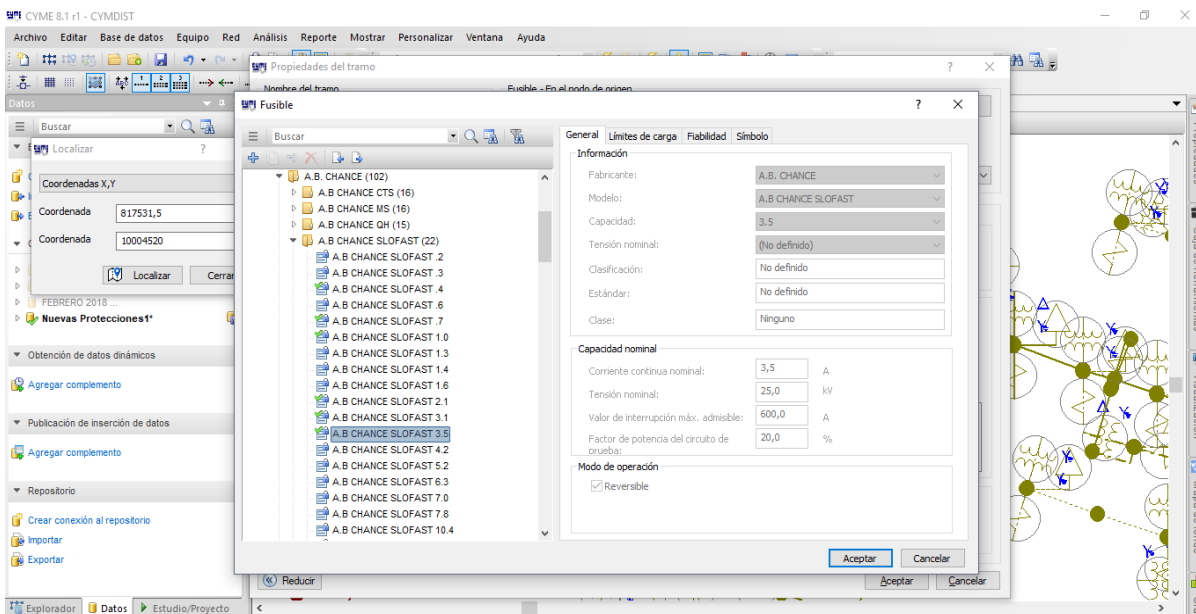 CYME 8.1 r1 - CYMDIST
Archivo Editar Base de datos Equipo Red Análisis Reporte Mostrar Personalizar Ventana Ayuda
Propiedades del tramo
Nombre del tramo
Fusible - En el nodo de origen
Datos
Buscar
Localizar
Coordenadas X,Y
Coordenada 817531,5
Coordenada 10004520
Localizar Cerrar
FEBRERO 2018 ...
Nuevas Protecciones1*
Obtención de datos dinámicos
Agregar complemento
Publicación de inserción de datos
Agregar complemento
Repositorio
Crear conexión al repositorio
Importar
Exportar
Explorador Datos Estudio/Proyecto
Fusible
Buscar
A.B. CHANCE (102)
A.B CHANCE CTS (16)
A.B CHANCE MS (16)
A.B CHANCE QH (15)
A.B CHANCE SLOFAST (22)
A.B CHANCE SLOFAST .2
A.B CHANCE SLOFAST .3
A.B CHANCE SLOFAST .4
A.B CHANCE SLOFAST .6
A.B CHANCE SLOFAST .7
A.B CHANCE SLOFAST 1.0
A.B CHANCE SLOFAST 1.3
A.B CHANCE SLOFAST 1.4
A.B CHANCE SLOFAST 1.6
A.B CHANCE SLOFAST 2.1
A.B CHANCE SLOFAST 3.1
A.B CHANCE SLOFAST 3.5
A.B CHANCE SLOFAST 4.2
A.B CHANCE SLOFAST 5.2
A.B CHANCE SLOFAST 6.3
A.B CHANCE SLOFAST 7.0
A.B CHANCE SLOFAST 7.8
A.B CHANCE SLOFAST 10.4
General Límites de carga Fiabilidad Símbolo
Información
Fabricante: A.B. CHANCE
Modelo: A.B CHANCE SLOFAST
Capacidad: 3.5
Tensión nominal: (No definido)
Clasificación: No definido
Estándar: No definido
Clase: Ninguno
Capacidad nominal
Corriente continua nominal: 3,5 A
Tensión nominal: 25,0 kV
Valor de interrupción máx. admisible: 600,0 A
Factor de potencia del circuito de prueba: 20,0 %
Modo de operación
Reversible
Aceptar Cancelar
Reducir Aceptar Cancelar